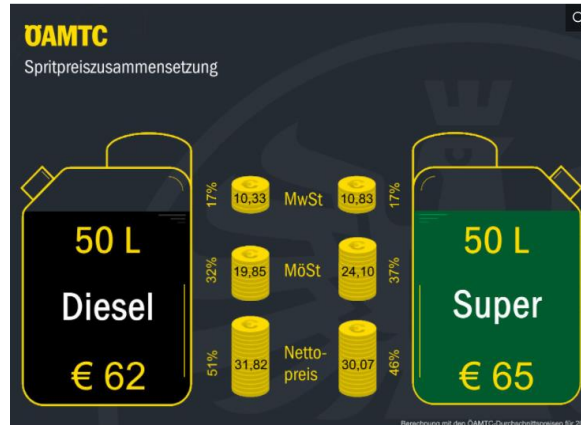 ÖAMTC
Spritpreiszusammensetzung
17% 10,33 MwSt 10,83 17%
50 L
Diesel
€ 62
32% 19,85 MöSt 24,10 37%
51% 31,82 Netto-
preis 30,07 46%
50 L
Super
€ 65
Berechnung mit den ÖAMTC-Durchschnittspreisen für